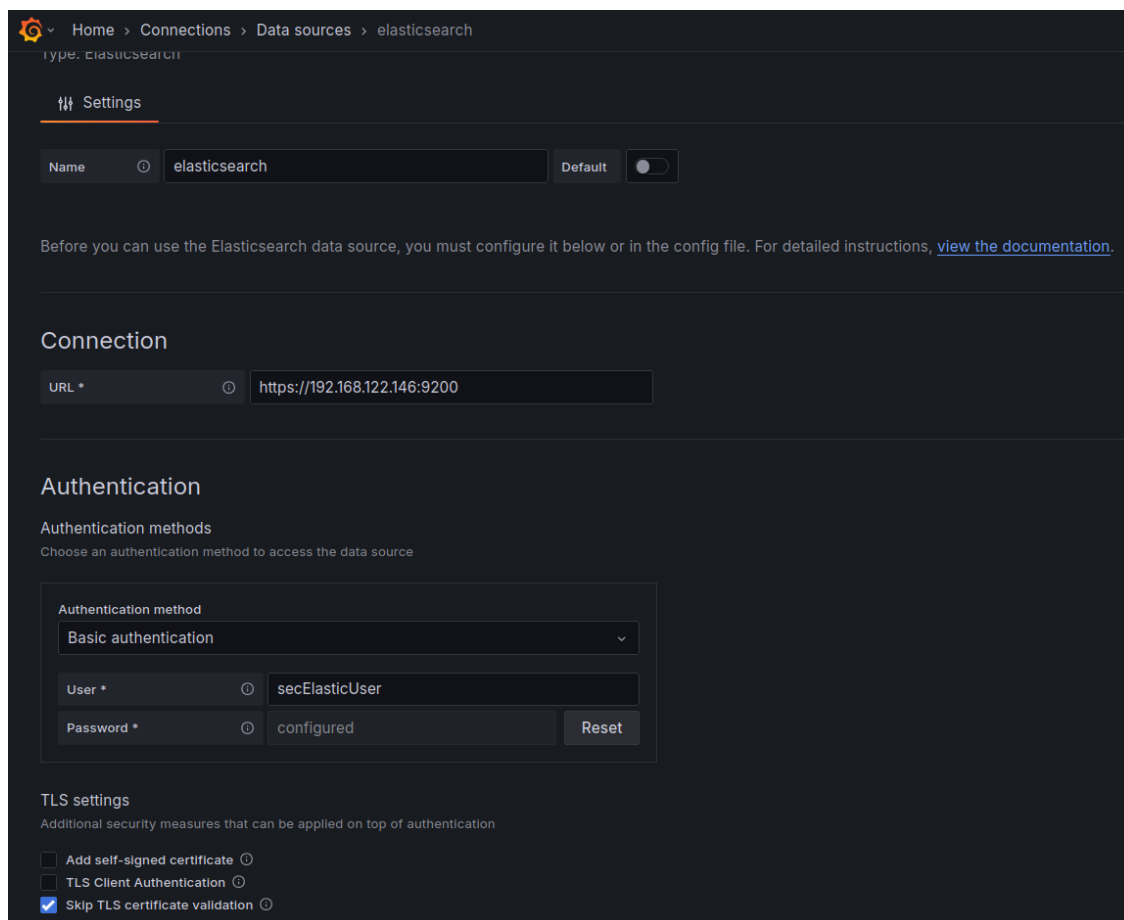 Home › Connections › Data sources › elasticsearch
Type: Elasticsearch
Settings
Name elasticsearch Default
Before you can use the Elasticsearch data source, you must configure it below or in the config file. For detailed instructions, view the documentation.
Connection
URL * https://192.168.122.146:9200
Authentication
Authentication methods
Choose an authentication method to access the data source
Authentication method
Basic authentication
User * secElasticUser
Password * configured Reset
TLS settings
Additional security measures that can be applied on top of authentication
Add self-signed certificate
TLS Client Authentication
Skip TLS certificate validation